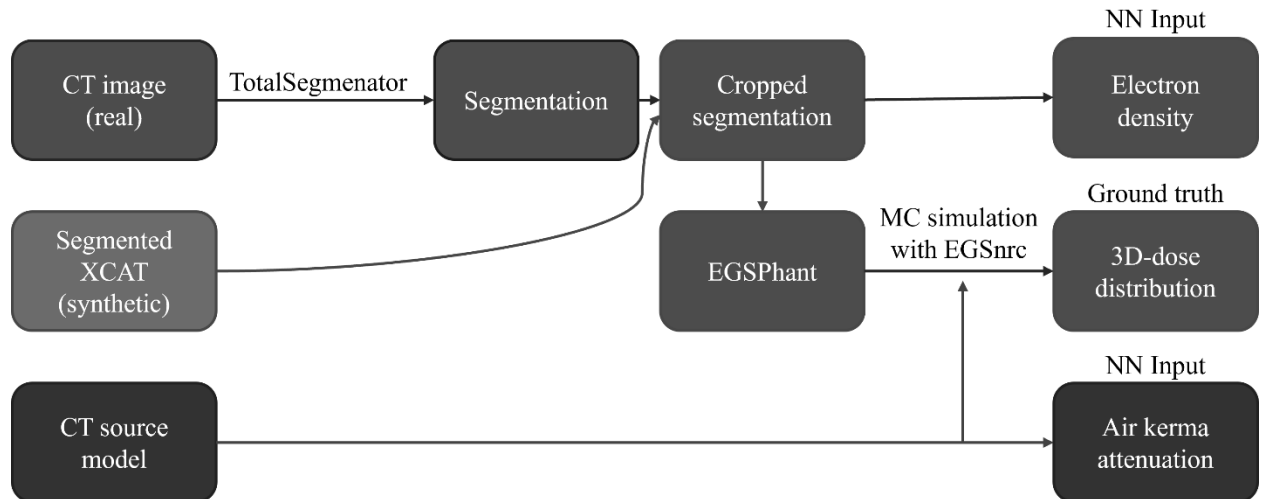 NN Input
CT image
(real)
TotalSegmenator
Segmentation
Cropped
segmentation
Electron
density
Segmented
XCAT
(synthetic)
EGSPhant
MC simulation
with EGSnrc
Ground truth
3D-dose
distribution
CT source
model
NN Input
Air kerma
attenuation